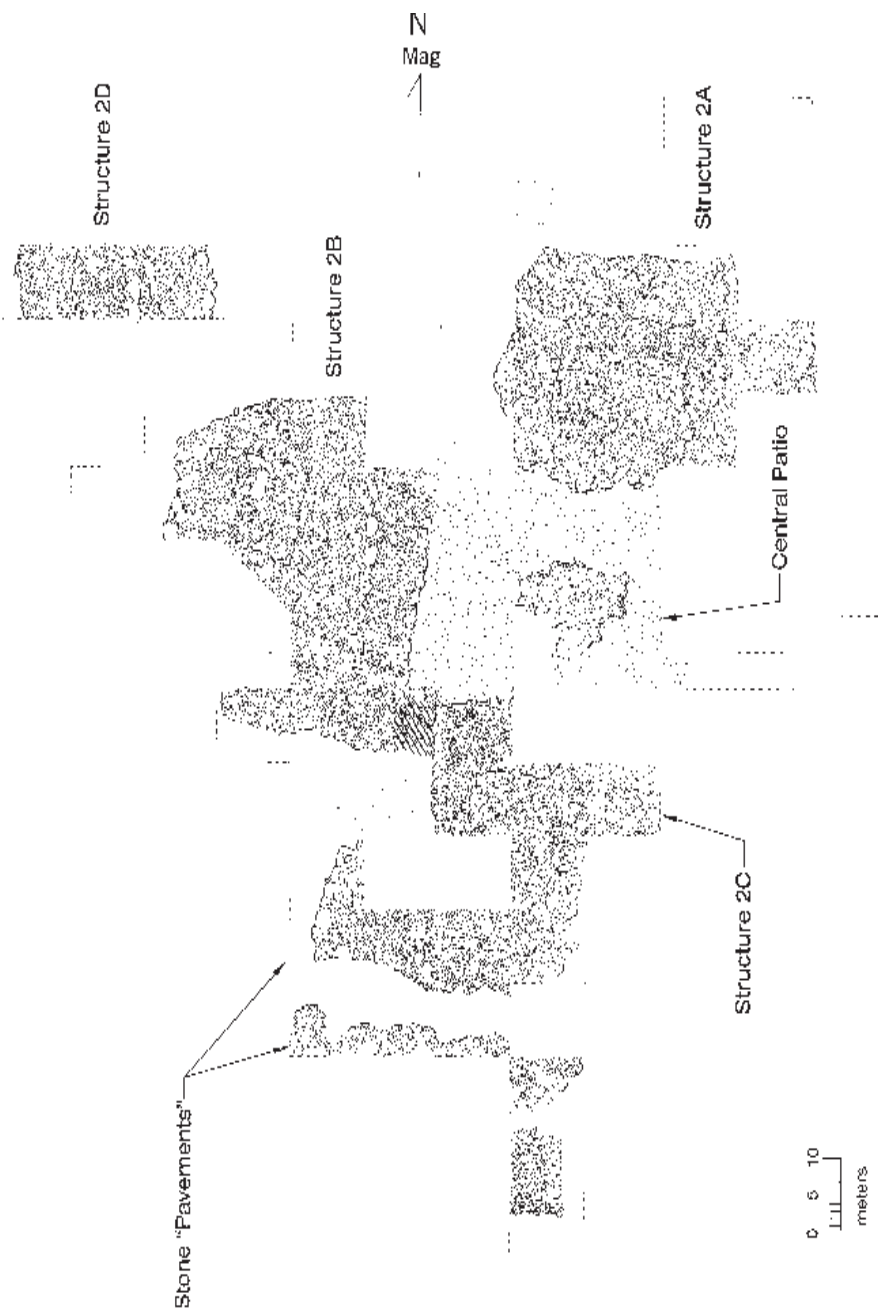 N
Mag
Structure 2D
Structure 2B
Structure 2A
Central Patio
Structure 2C
Stone "Pavements"
0 5 10
meters